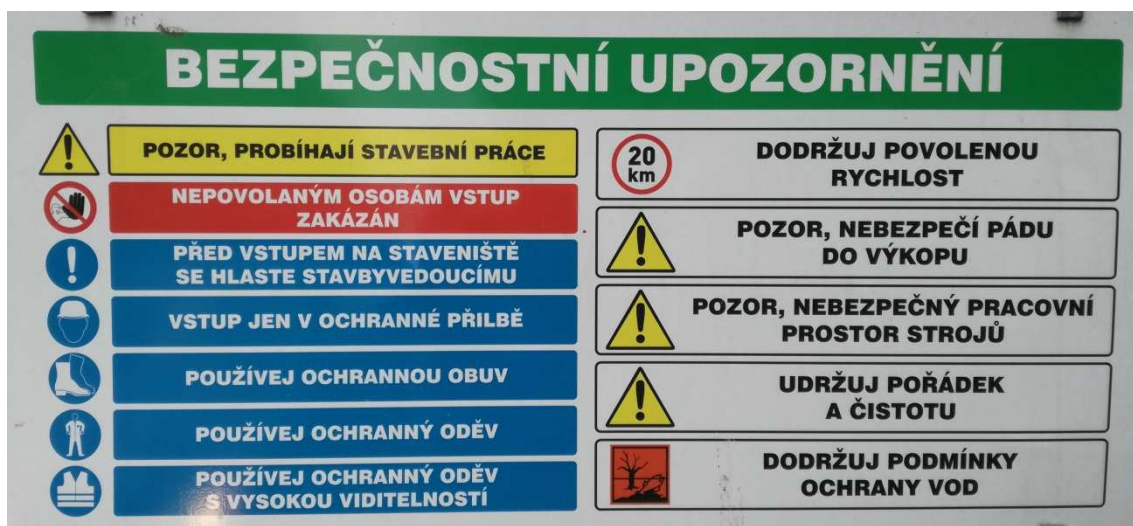 BEZPEČNOSTNÍ UPOZORNĚNÍ
POZOR, PROBÍHAJÍ STAVEBNÍ PRÁCE
NEPOVOLANÝM OSOBÁM VSTUP
ZAKÁZÁN
PŘED VSTUPEM NA STAVENIŠTĚ
SE HLASTE STAVBYVEDOUCÍMU
VSTUP JEN V OCHRANNÉ PŘILBĚ
POUŽÍVEJ OCHRANNOU OBUV
POUŽÍVEJ OCHRANNÝ ODĚV
POUŽÍVEJ OCHRANNÝ ODĚV
S VYSOKOU VIDITELNOSTÍ
20
km
DODRŽUJ POVOLENOU
RYCHLOST
POZOR, NEBEZPEČÍ PÁDU
DO VÝKOPU
POZOR, NEBEZPEČNÝ PRACOVNÍ
PROSTOR STROJŮ
UDRŽUJ POŘÁDEK
A ČISTOTU
DODRŽUJ PODMÍNKY
OCHRANY VOD